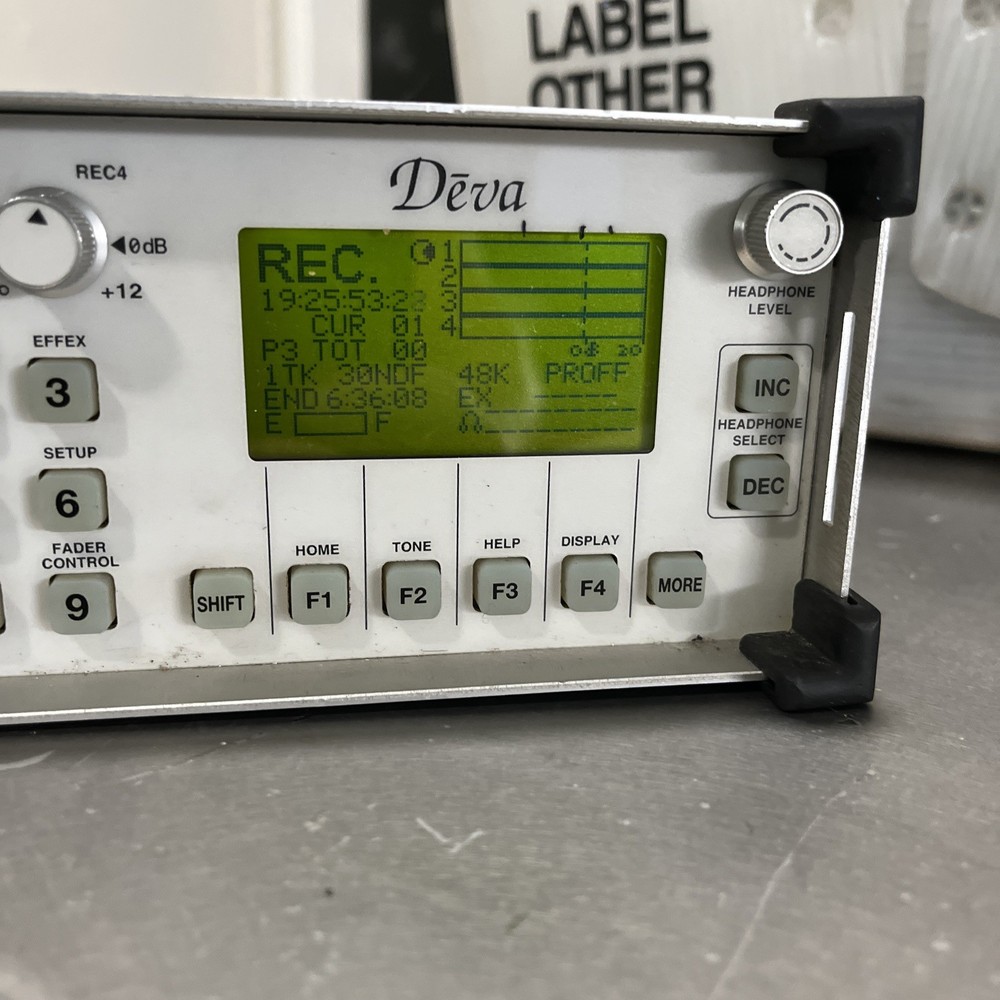 LABEL
OTHER
REC4
0dB
+12
EFFEX
3
SETUP
6
FADER
CONTROL
9
Dēva
REC.
19:25:53:22
CUR 01
P3 TOT 00
1TK 30NDF
END 6:36:08
E F
1
2
3
4
20
48K PROFF
EX
HEADPHONE
LEVEL
INC
HEADPHONE
SELECT
DEC
HOME
TONE
HELP
DISPLAY
SHIFT
F1
F2
F3
F4
MORE